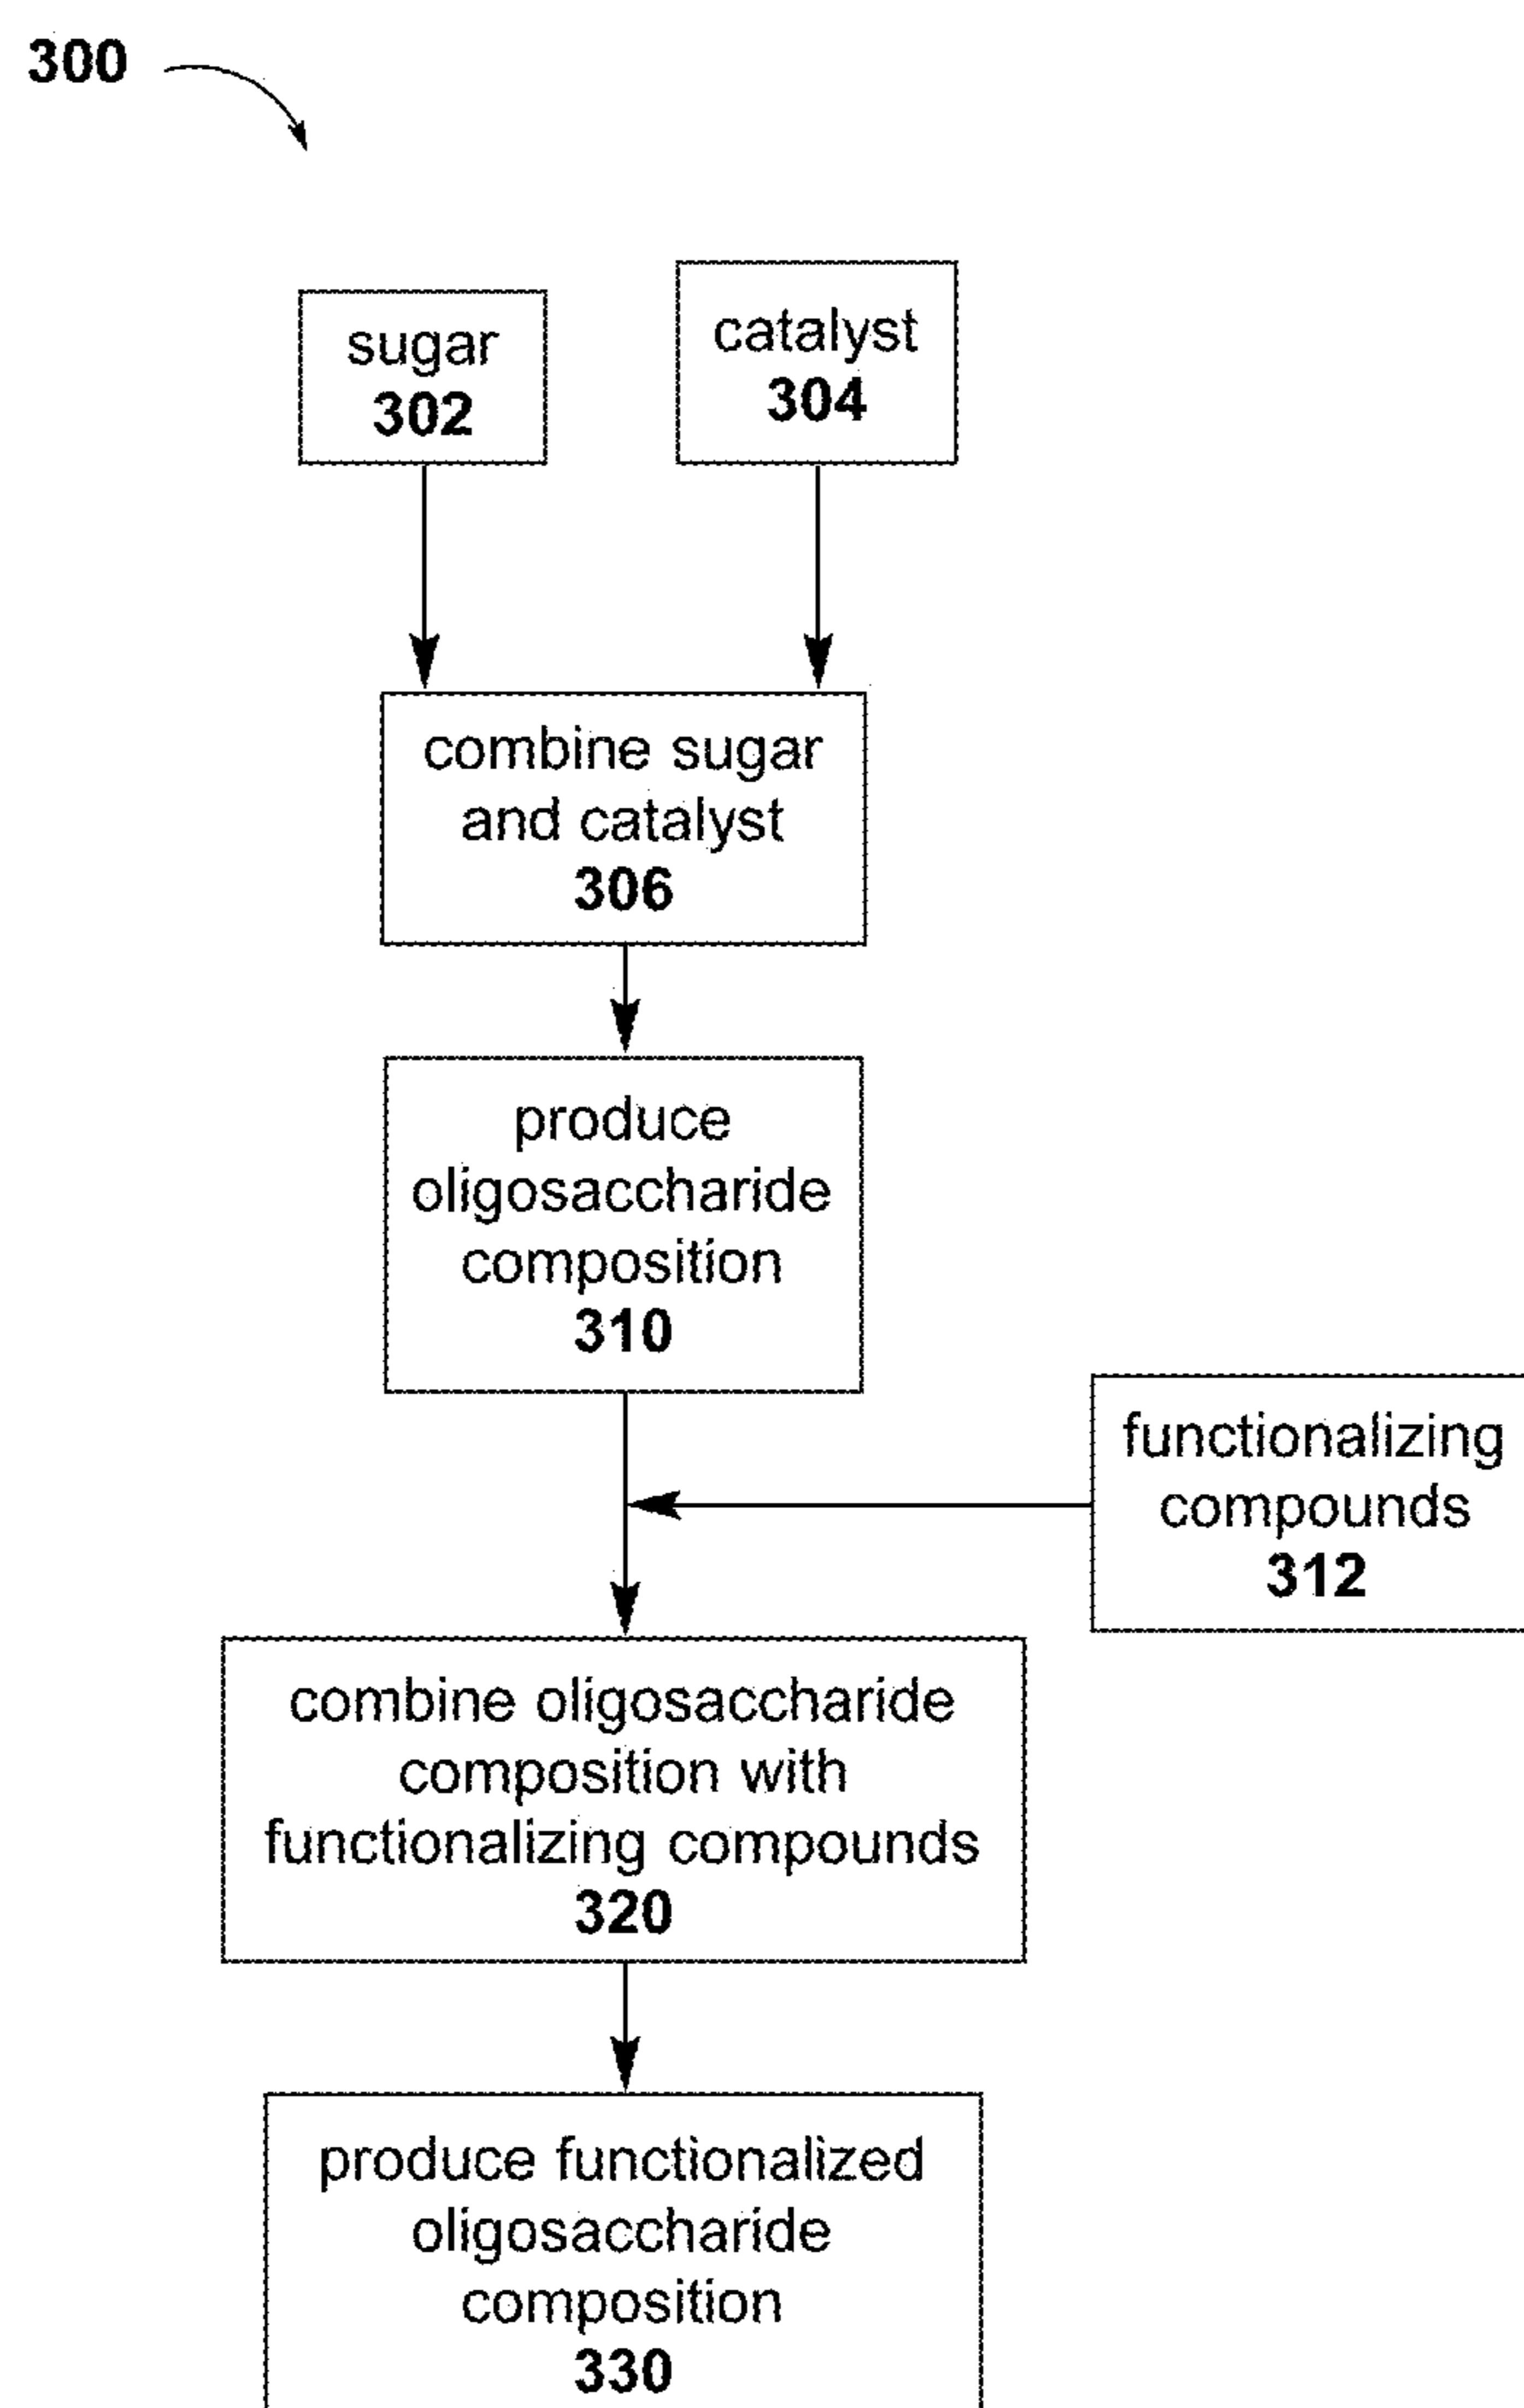 300
sugar
302
catalyst
304
combine sugar
and catalyst
306
produce
oligosaccharide
composition
310
functionalizing
compounds
312
combine oligosaccharide
composition with
functionalizing compounds
320
produce functionalized
oligosaccharide
composition
330